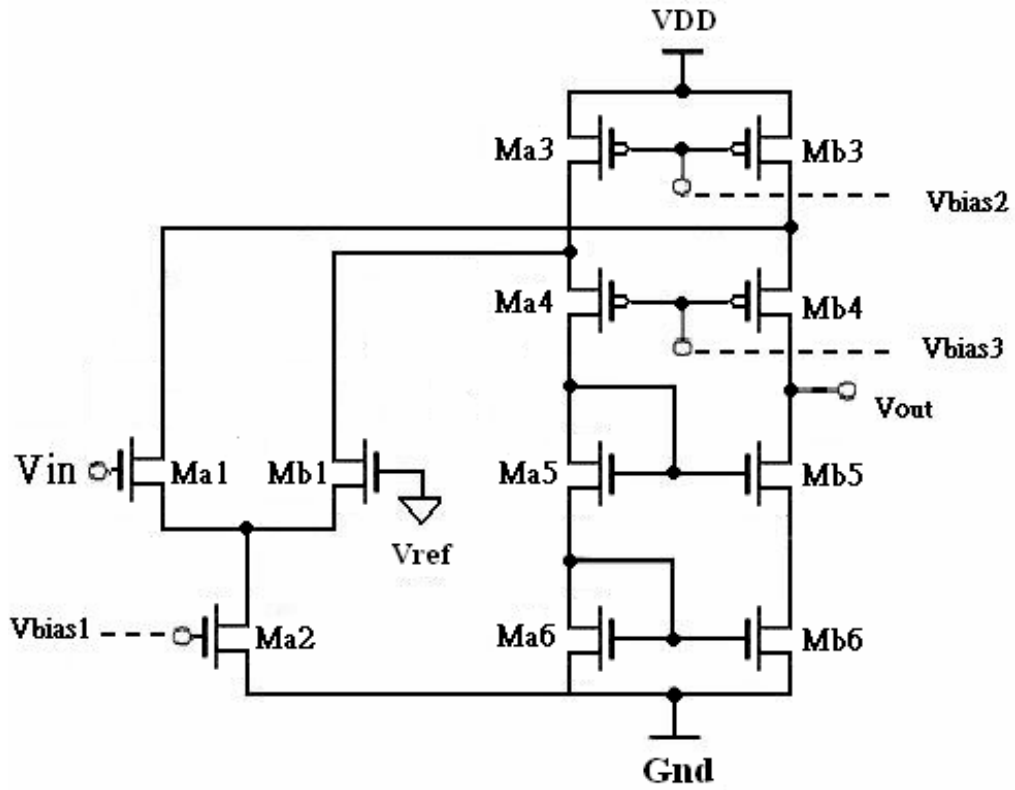 VDD
Ma3
Mb3
Vbias2
Ma4
Mb4
Vbias3
Vout
Vin
Ma1
Mb1
Ma5
Mb5
Vref
Vbias1
Ma2
Ma6
Mb6
Gnd